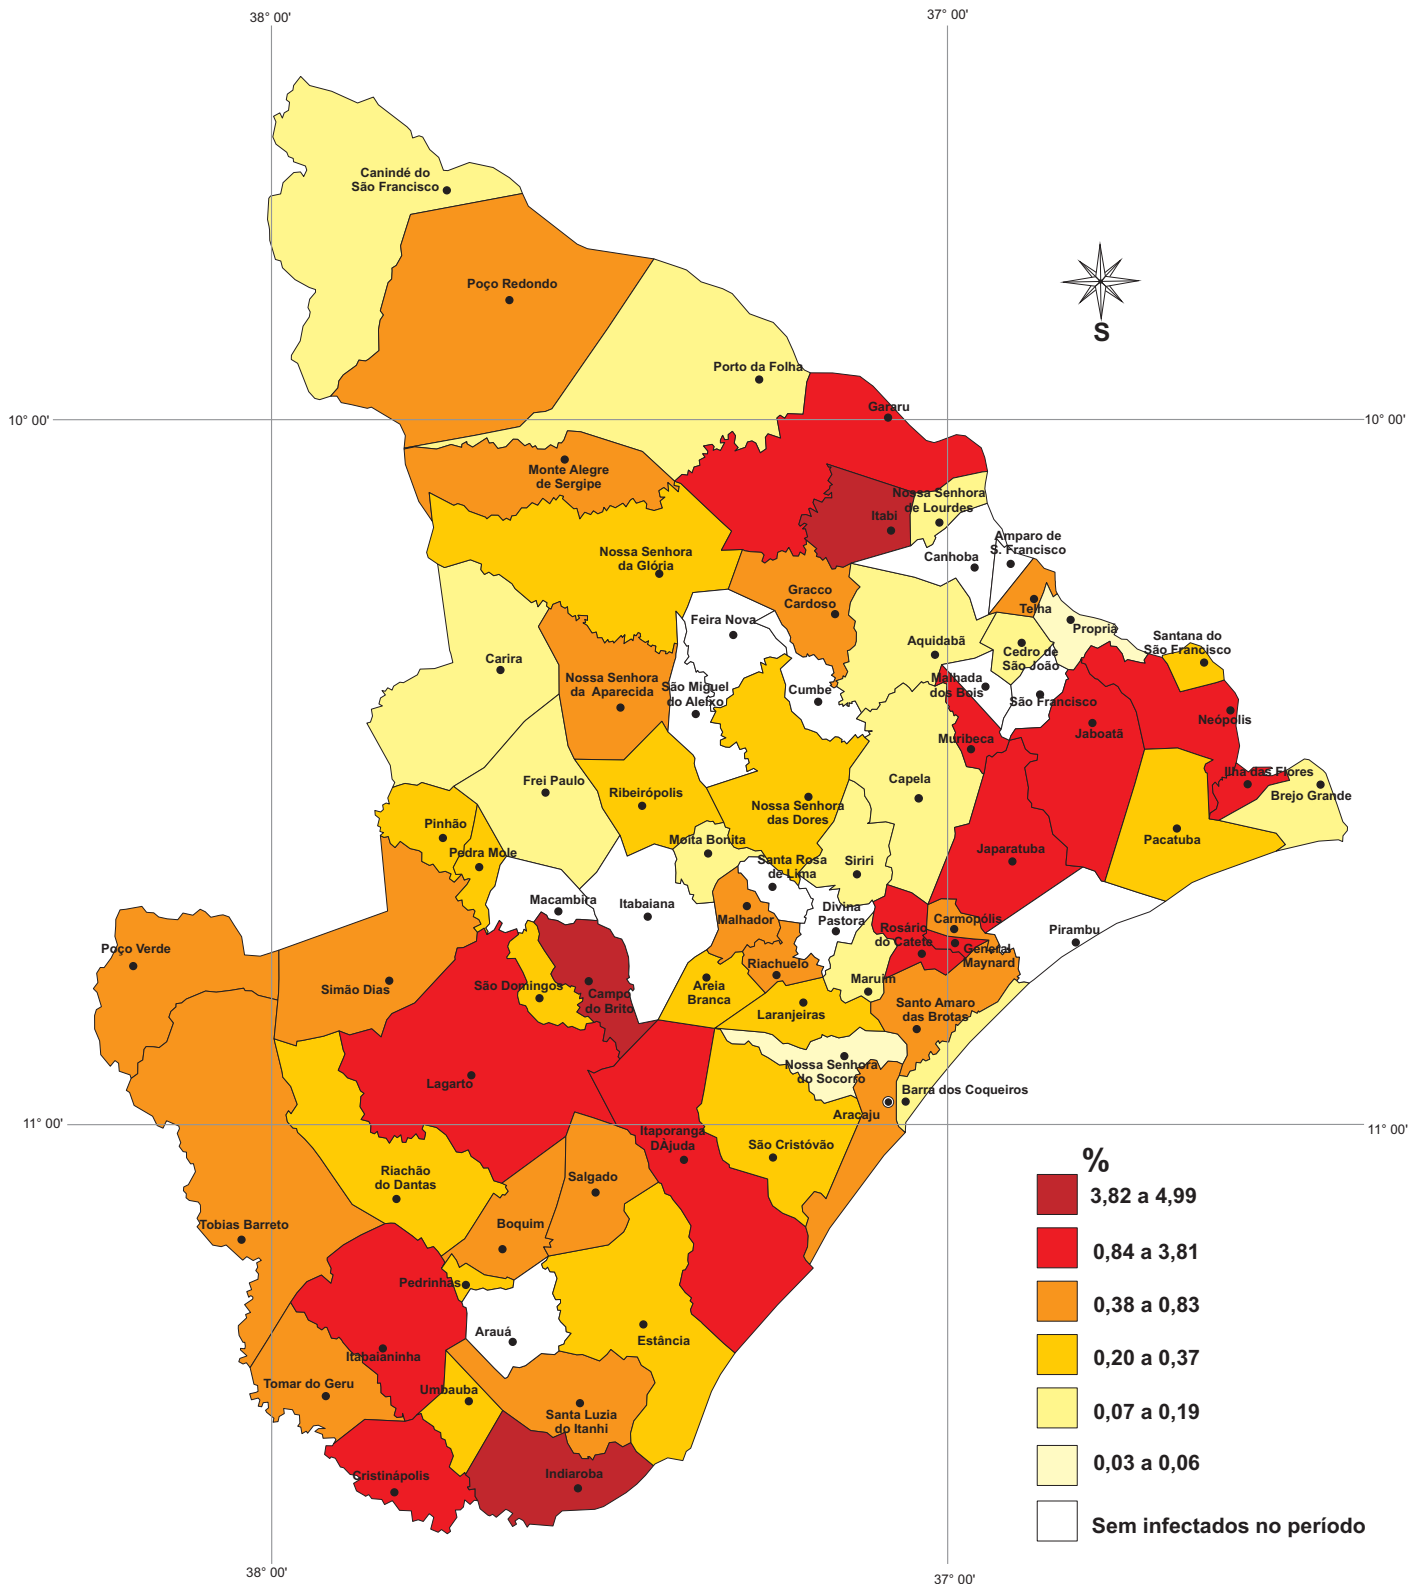 38° 00'
37° 00'
Canindé do
São Francisco
Poço Redondo
S
Porto da Folha
Gararu
10° 00'
10° 00'
Monte Alegre
de Sergipe
Nossa Senhora
de Lourdes
Itabi
Amparo de
S. Francisco
Canhoba
Nossa Senhora
da Glória
Gracco
Cardoso
Telha
Feira Nova
Propria
Aquidabã
Santana do
São Francisco
Cedro de
São João
Carira
Nossa Senhora
da Aparecida
São Miguel
do Aleixo
Cumbe
Malhada
dos Bois
São Francisco
Neópolis
Jaboatã
Muribeca
Ilha das Flores
Frei Paulo
Ribeirópolis
Capela
Brejo Grande
Nossa Senhora
das Dores
Pinhão
Moita Bonita
Pacatuba
Pedra Mole
Santa Rosa
de Lima
Siriri
Japaratuba
Macambira
Itabaiana
Malhador
Divina
Pastora
Carmopólis
Rosário
do Catete
Pirambu
Poço Verde
General
Maynard
Simão Dias
São Domingos
Campo
do Brito
Riachuelo
Areia
Branca
Maruim
Santo Amaro
das Brotas
Laranjeiras
Nossa Senhora
do Socorro
Lagarto
Barra dos Coqueiros
Aracaju
11° 00'
11° 00'
Itaporanga
DÀjuda
São Cristóvão
Riachão
do Dantas
Salgado
Tobias Barreto
Boquim
Pedrinhas
Arauá
Estância
Itabaianinha
Tomar do Geru
Umbauba
Santa Luzia
do Itanhi
Cristinápolis
Indiaroba
%
3,82 a 4,99
0,84 a 3,81
0,38 a 0,83
0,20 a 0,37
0,07 a 0,19
0,03 a 0,06
Sem infectados no período
38° 00'
37° 00'